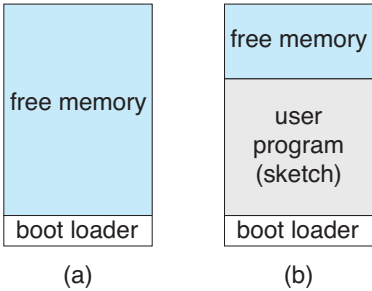 free memory
boot loader
(a)
free memory
user
program
(sketch)
boot loader
(b)